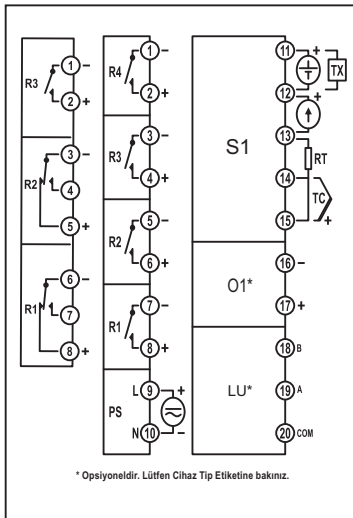 R3
1 −
2 +
R2
3 −
4
5 +
R1
6 −
7
8 +
R4
1 −
2 +
R3
3 −
4 +
R2
5 −
6 +
R1
7 −
8 +
PS
L 9 +
N 10 −
S1
11 + TX
12 +
13
RT
14
TC
15 +
O1*
16 −
17 +
LU*
18 B
19 A
20 COM
* Opsiyoneldir. Lütfen Cihaz Tip Etiketine bakınız.